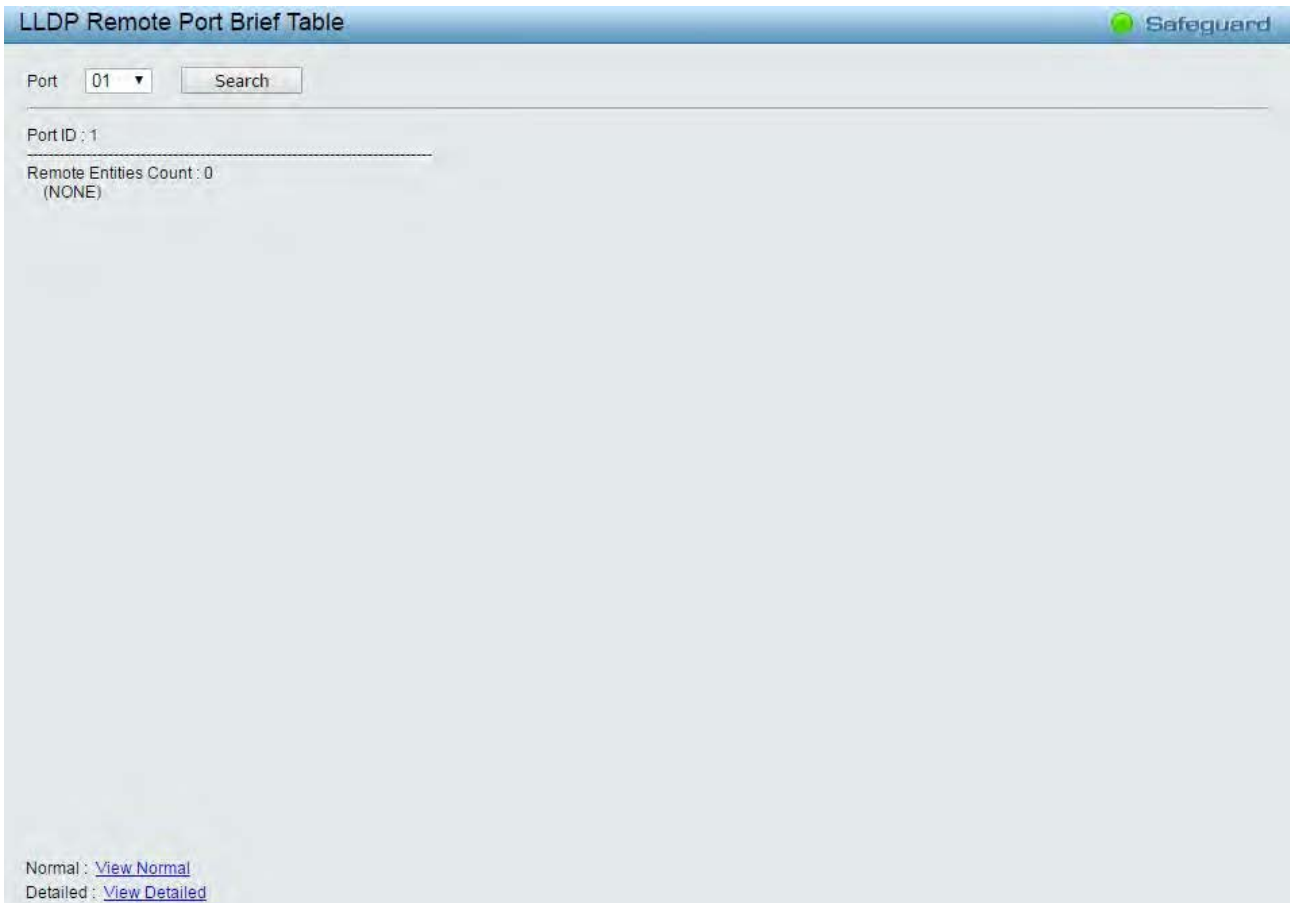 LLDP Remote Port Brief Table
Safeguard
Port 01 Search
Port ID : 1
Remote Entities Count : 0
(NONE)
Normal : View Normal
Detailed : View Detailed